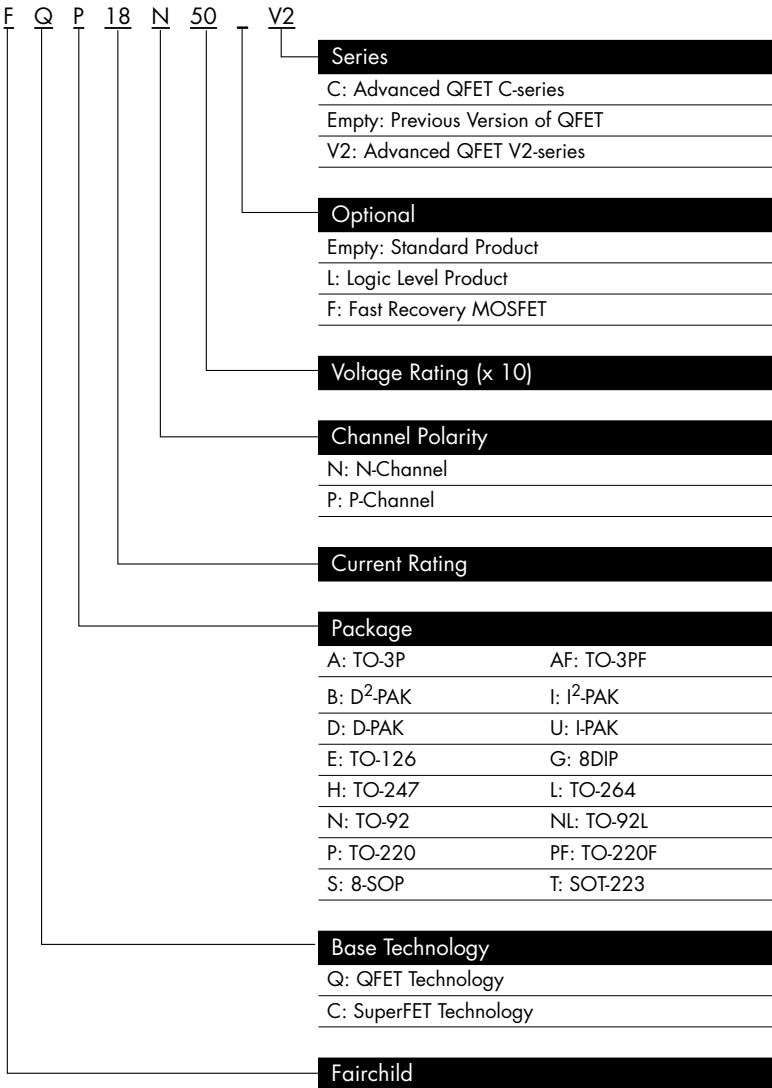 F Q P 18 N 50 _ V2
Series
C: Advanced QFET C-series
Empty: Previous Version of QFET
V2: Advanced QFET V2-series
Optional
Empty: Standard Product
L: Logic Level Product
F: Fast Recovery MOSFET
Voltage Rating (x 10)
Channel Polarity
N: N-Channel
P: P-Channel
Current Rating
Package
A: TO-3P AF: TO-3PF
B: D²-PAK I: I²-PAK
D: D-PAK U: I-PAK
E: TO-126 G: 8DIP
H: TO-247 L: TO-264
N: TO-92 NL: TO-92L
P: TO-220 PF: TO-220F
S: 8-SOP T: SOT-223
Base Technology
Q: QFET Technology
C: SuperFET Technology
Fairchild